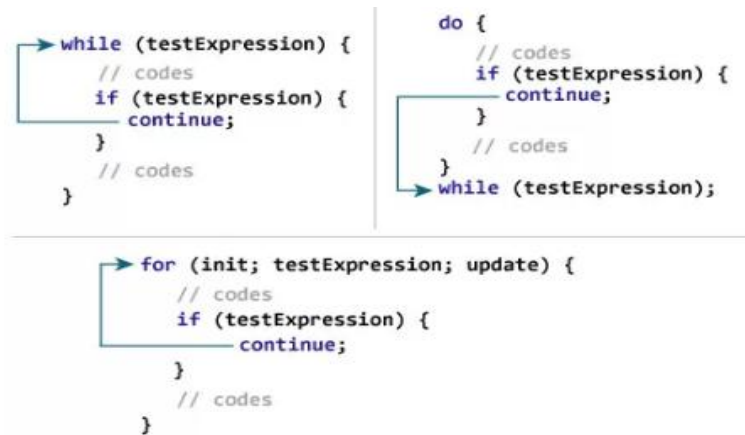 while (testExpression) {
// codes
if (testExpression) {
continue;
}
// codes
}
do {
// codes
if (testExpression) {
continue;
}
// codes
}
while (testExpression);
for (init; testExpression; update) {
// codes
if (testExpression) {
continue;
}
// codes
}